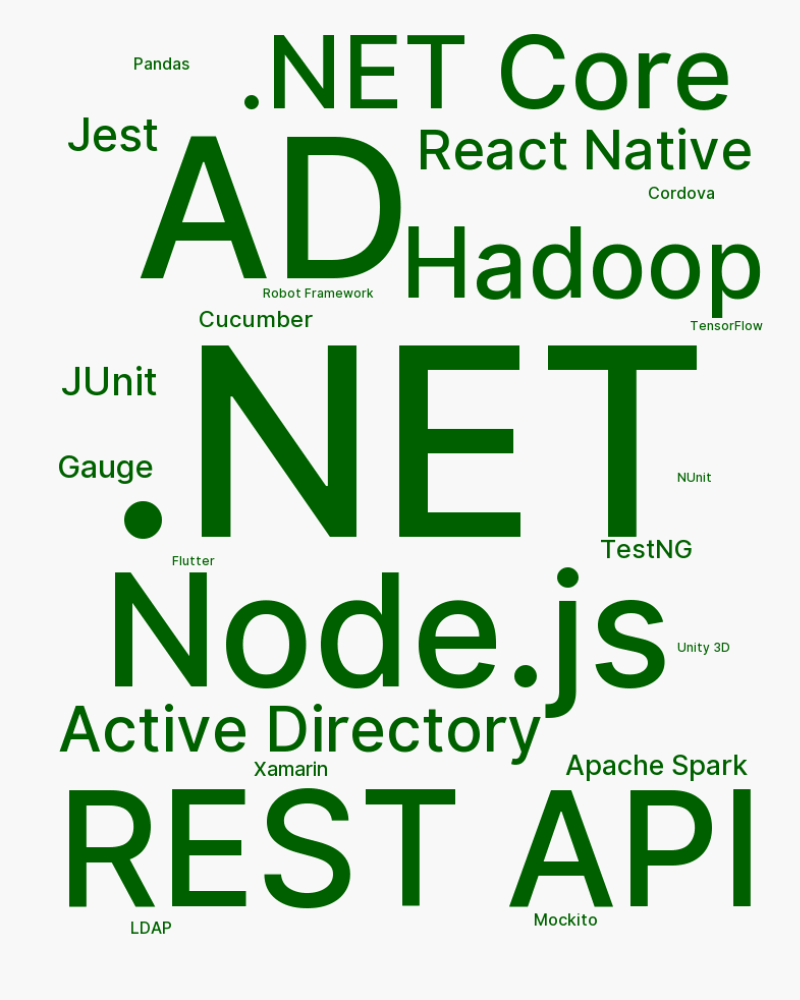 Pandas
.NET Core
Jest
AD
React Native
Cordova
Hadoop
Robot Framework
Cucumber
TensorFlow
JUnit
.NET
Gauge
NUnit
TestNG
Flutter
Node.js
Unity 3D
Active Directory
Xamarin
Apache Spark
REST API
LDAP
Mockito